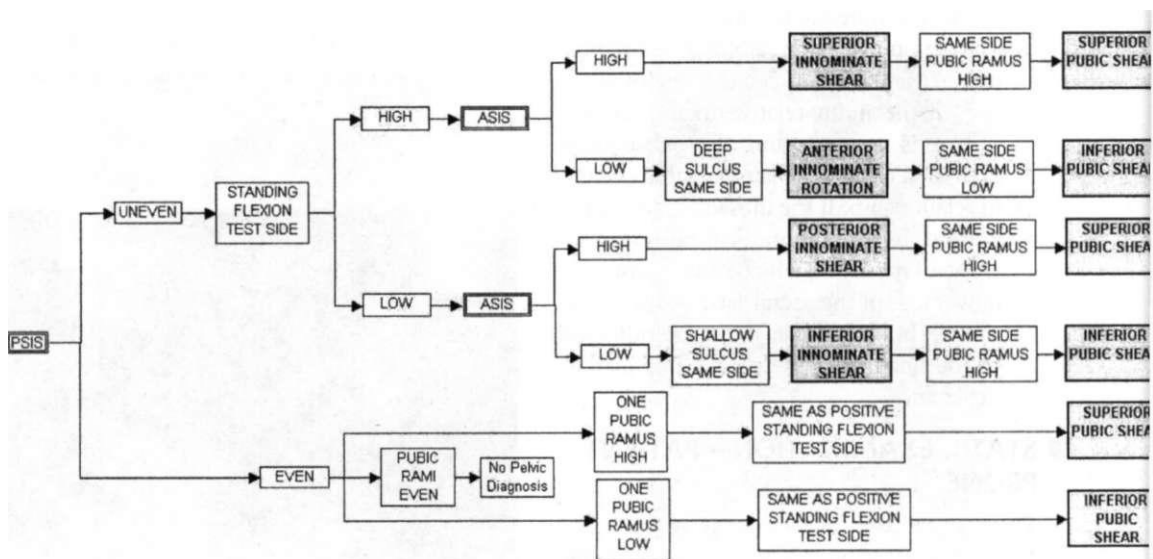 SUPERIOR
INNOMINATE
SHEAR
SAME SIDE
PUBIC RAMUS
HIGH
SUPERIOR
PUBIC SHEAR
HIGH
HIGH
ASIS
LOW
DEEP
SULCUS
SAME SIDE
ANTERIOR
INNOMINATE
ROTATION
SAME SIDE
PUBIC RAMUS
LOW
INFERIOR
PUBIC SHEAR
UNEVEN
STANDING
FLEXION
TEST SIDE
HIGH
POSTERIOR
INNOMINATE
SHEAR
SAME SIDE
PUBIC RAMUS
HIGH
SUPERIOR
PUBIC SHEAR
LOW
ASIS
PSIS
LOW
SHALLOW
SULCUS
SAME SIDE
INFERIOR
INNOMINATE
SHEAR
SAME SIDE
PUBIC RAMUS
HIGH
INFERIOR
PUBIC SHEAR
ONE
PUBIC
RAMUS
HIGH
SAME AS POSITIVE
STANDING FLEXION
TEST SIDE
SUPERIOR
PUBIC SHEAR
EVEN
PUBIC
RAMI
EVEN
No Pelvic
Diagnosis
ONE
PUBIC
RAMUS
LOW
SAME AS POSITIVE
STANDING FLEXION
TEST SIDE
INFERIOR
PUBIC
SHEAR